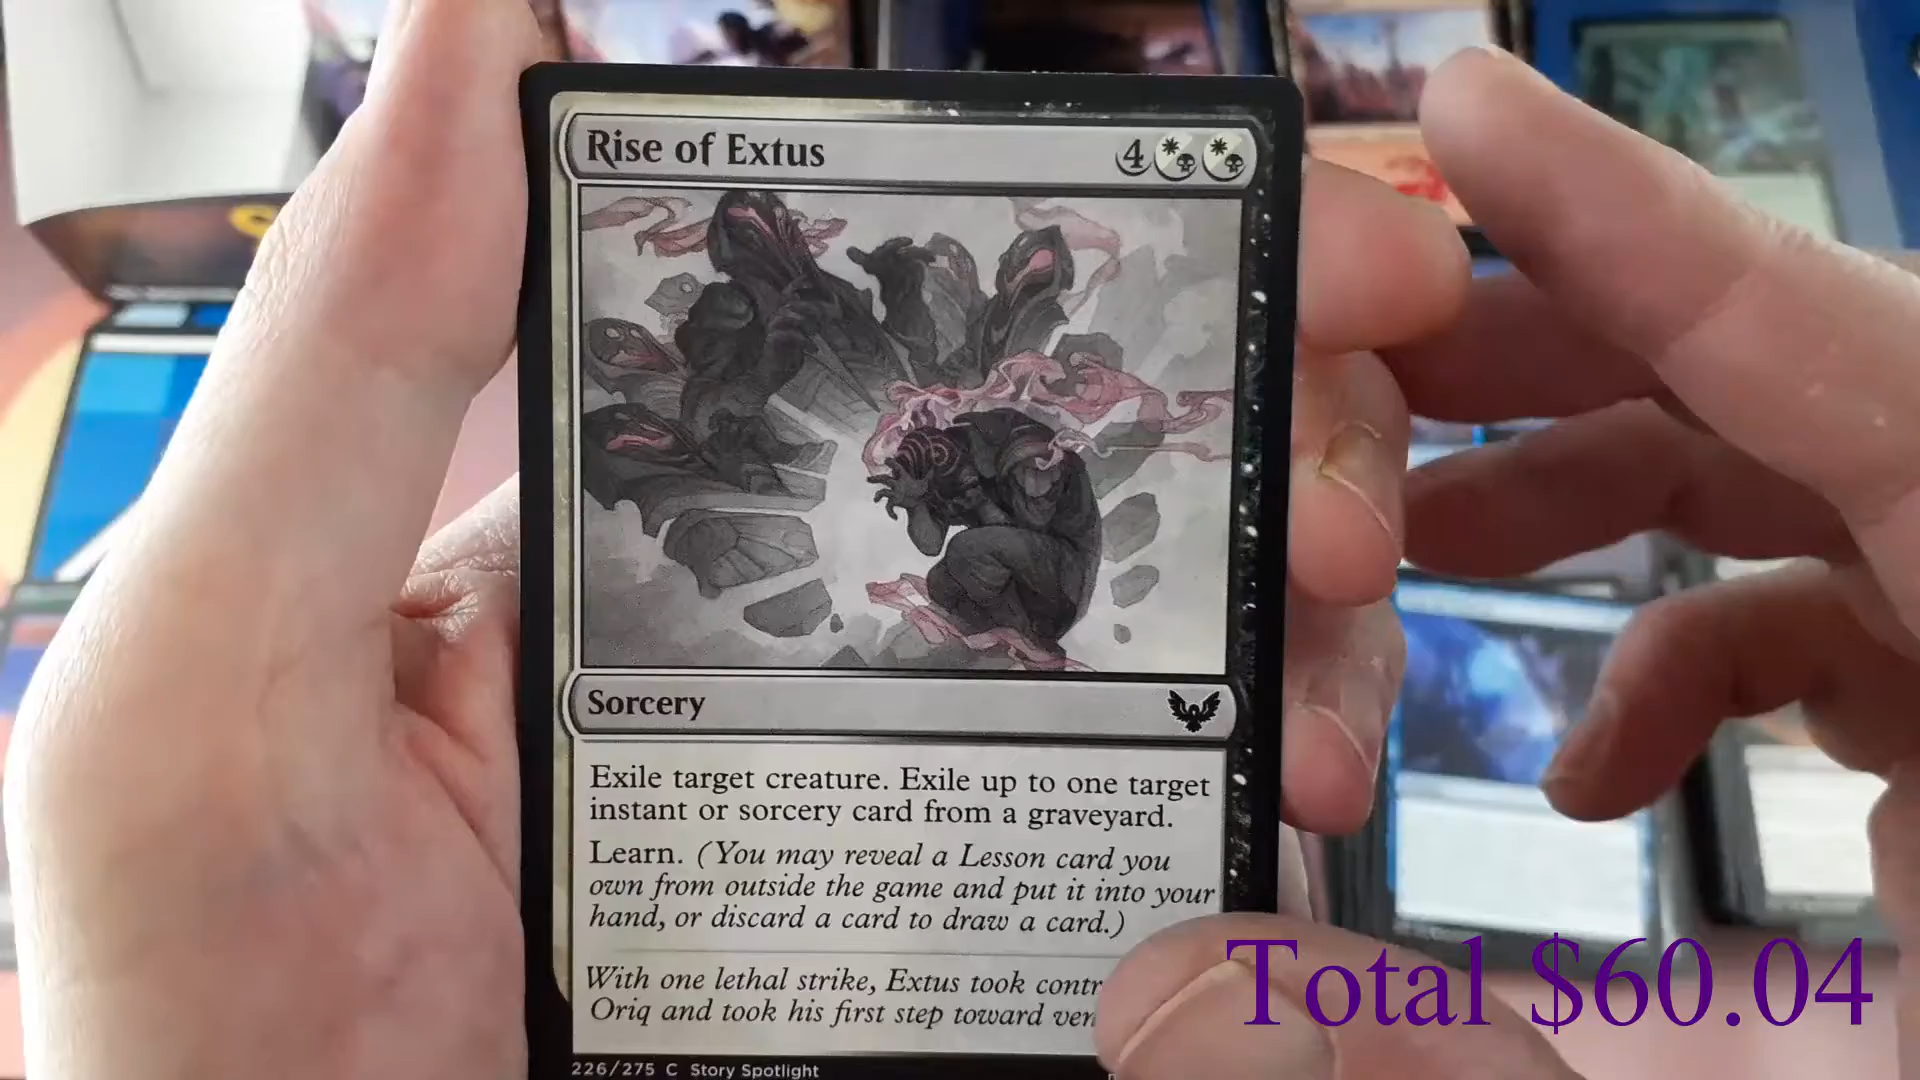 Rise of Extus 4
Sorcery
Exile target creature. Exile up to one target
instant or sorcery card from a graveyard.
Learn. (You may reveal a Lesson card you
own from outside the game and put it into your
hand, or discard a card to draw a card.)
With one lethal strike, Extus took contr
Oriq and took his first step toward ven
226/275 C Story Spotlight
Total $60.04